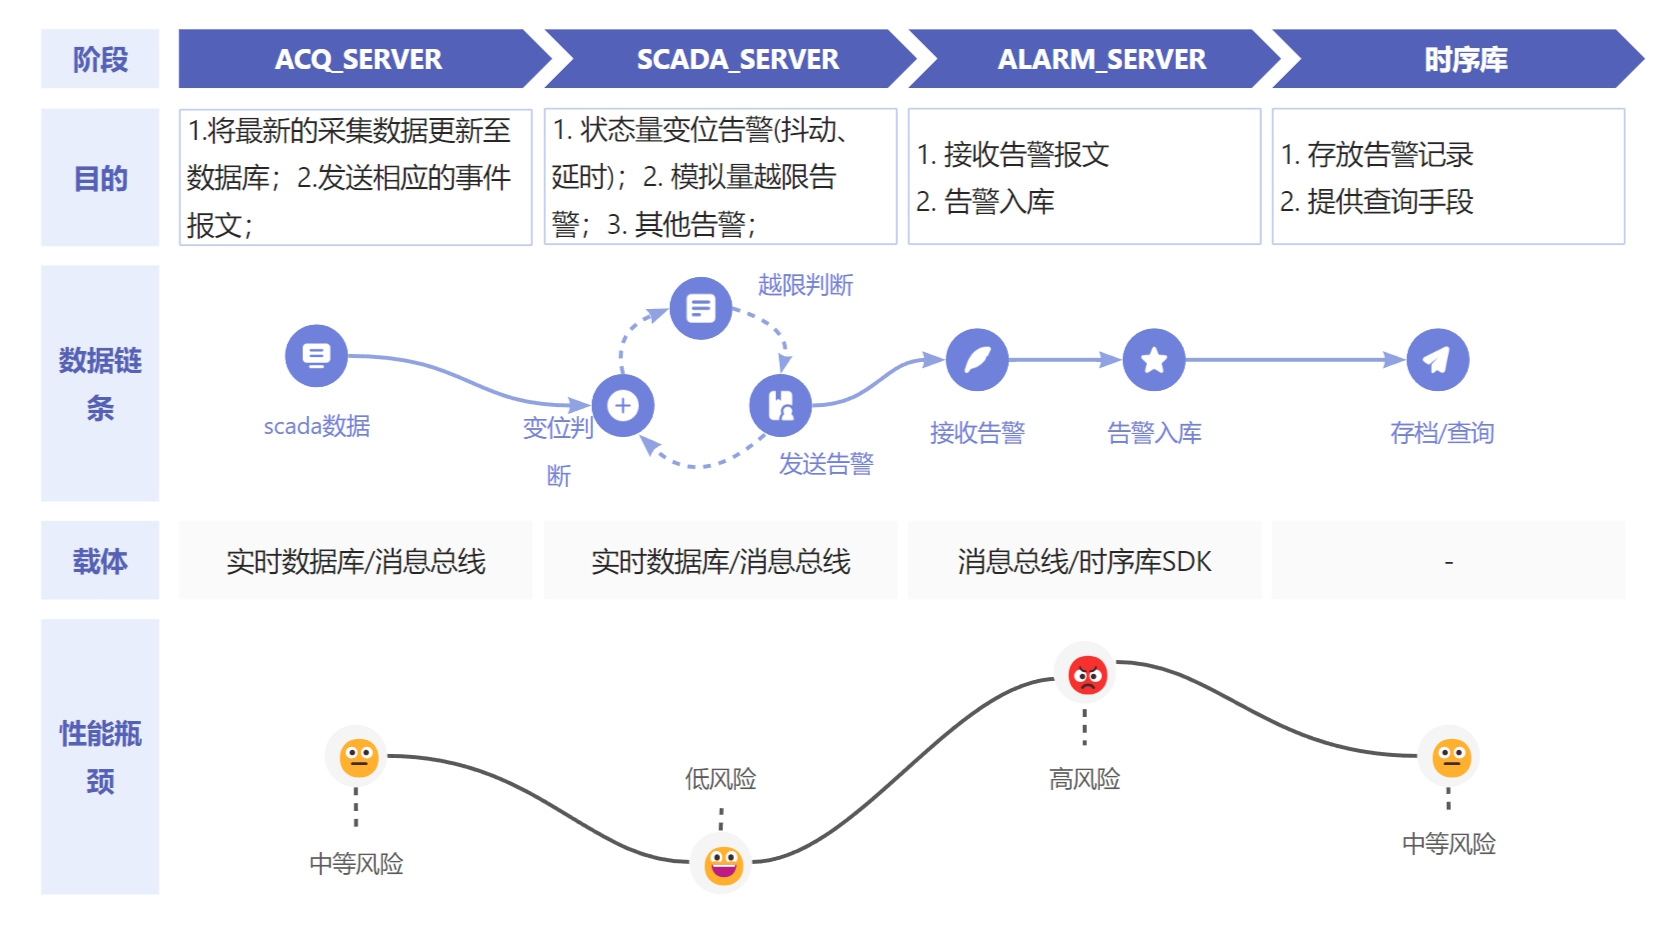 阶段
ACQ_SERVER
SCADA_SERVER
ALARM_SERVER
时序库
目的
1.将最新的采集数据更新至
数据库；2.发送相应的事件
报文；
1. 状态量变位告警(抖动、
延时)；2. 模拟量越限告
警；3. 其他告警；
1. 接收告警报文
2. 告警入库
1. 存放告警记录
2. 提供查询手段
数据链
条
scada数据
变位判
断
越限判断
发送告警
接收告警
告警入库
存档/查询
载体
实时数据库/消息总线
实时数据库/消息总线
消息总线/时序库SDK
-
性能瓶
颈
中等风险
低风险
高风险
中等风险